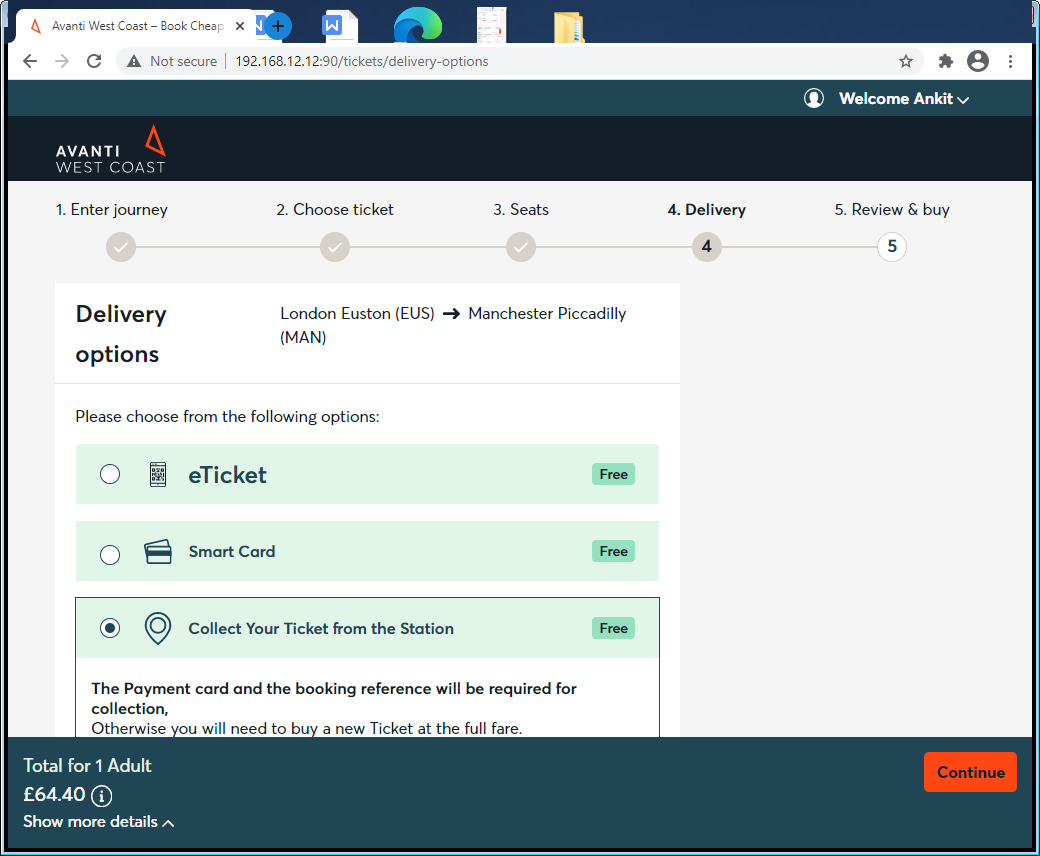 Avanti West Coast – Book Cheap
Not secure 192.168.12.12:90/tickets/delivery-options
Welcome Ankit
AVANTI
WEST COAST
1. Enter journey 2. Choose ticket 3. Seats 4. Delivery 5. Review & buy
4 5
Delivery
options
London Euston (EUS) → Manchester Piccadilly
(MAN)
Please choose from the following options:
eTicket Free
Smart Card Free
Collect Your Ticket from the Station Free
The Payment card and the booking reference will be required for
collection,
Otherwise you will need to buy a new Ticket at the full fare.
Total for 1 Adult
£64.40
Show more details
Continue